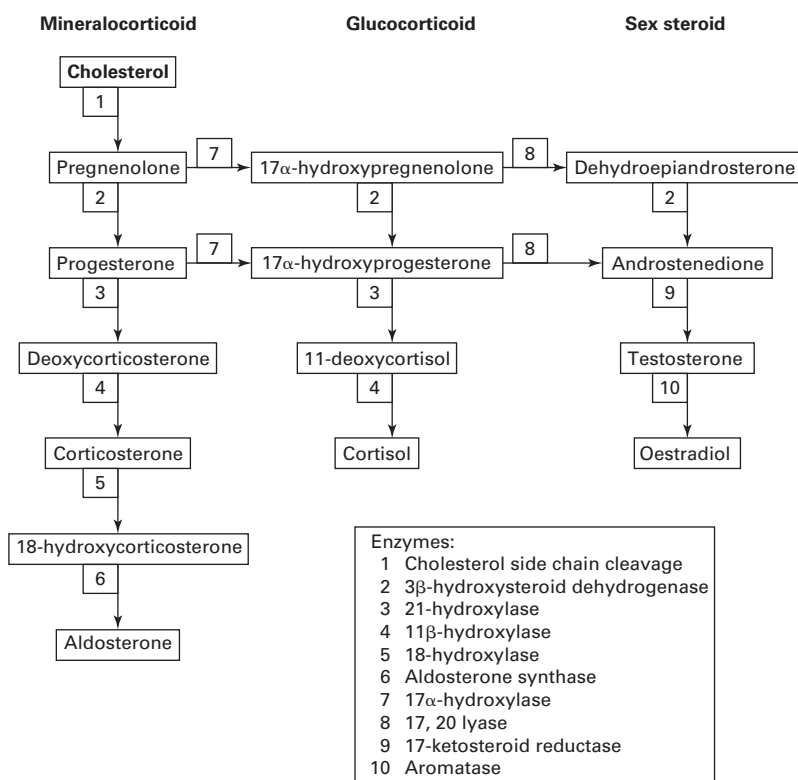 Mineralocorticoid Glucocorticoid Sex steroid
Cholesterol
1
7 8
Pregnenolone 17α-hydroxypregnenolone Dehydroepiandrosterone
2 2 2
7 8
Progesterone 17α-hydroxyprogesterone Androstenedione
3 3 9
Deoxycorticosterone 11-deoxycortisol Testosterone
4 4 10
Corticosterone Cortisol Oestradiol
5
18-hydroxycorticosterone
6
Aldosterone
Enzymes:
1 Cholesterol side chain cleavage
2 3β-hydroxysteroid dehydrogenase
3 21-hydroxylase
4 11β-hydroxylase
5 18-hydroxylase
6 Aldosterone synthase
7 17α-hydroxylase
8 17, 20 lyase
9 17-ketosteroid reductase
10 Aromatase